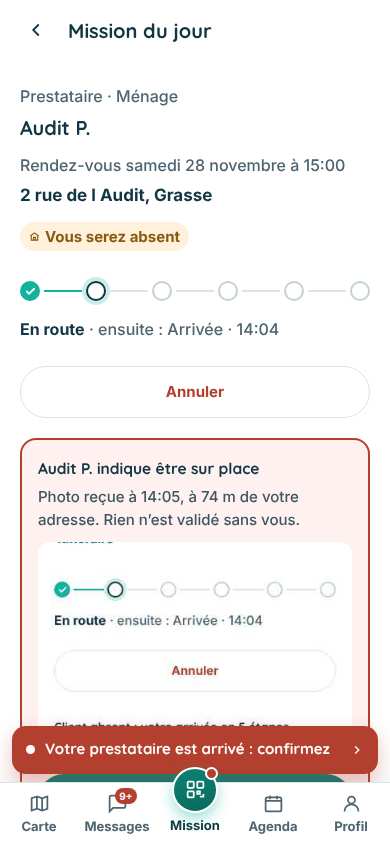 Mission du jour
Prestataire · Ménage
Audit P.
Rendez-vous samedi 28 novembre à 15:00
2 rue de l Audit, Grasse
Vous serez absent
En route · ensuite : Arrivée · 14:04
Annuler
Audit P. indique être sur place
Photo reçue à 14:05, à 74 m de votre
adresse. Rien n'est validé sans vous.
En route · ensuite : Arrivée · 14:04
Annuler
Votre prestataire est arrivé : confirmez
9+
Carte
Messages
Mission
Agenda
Profil